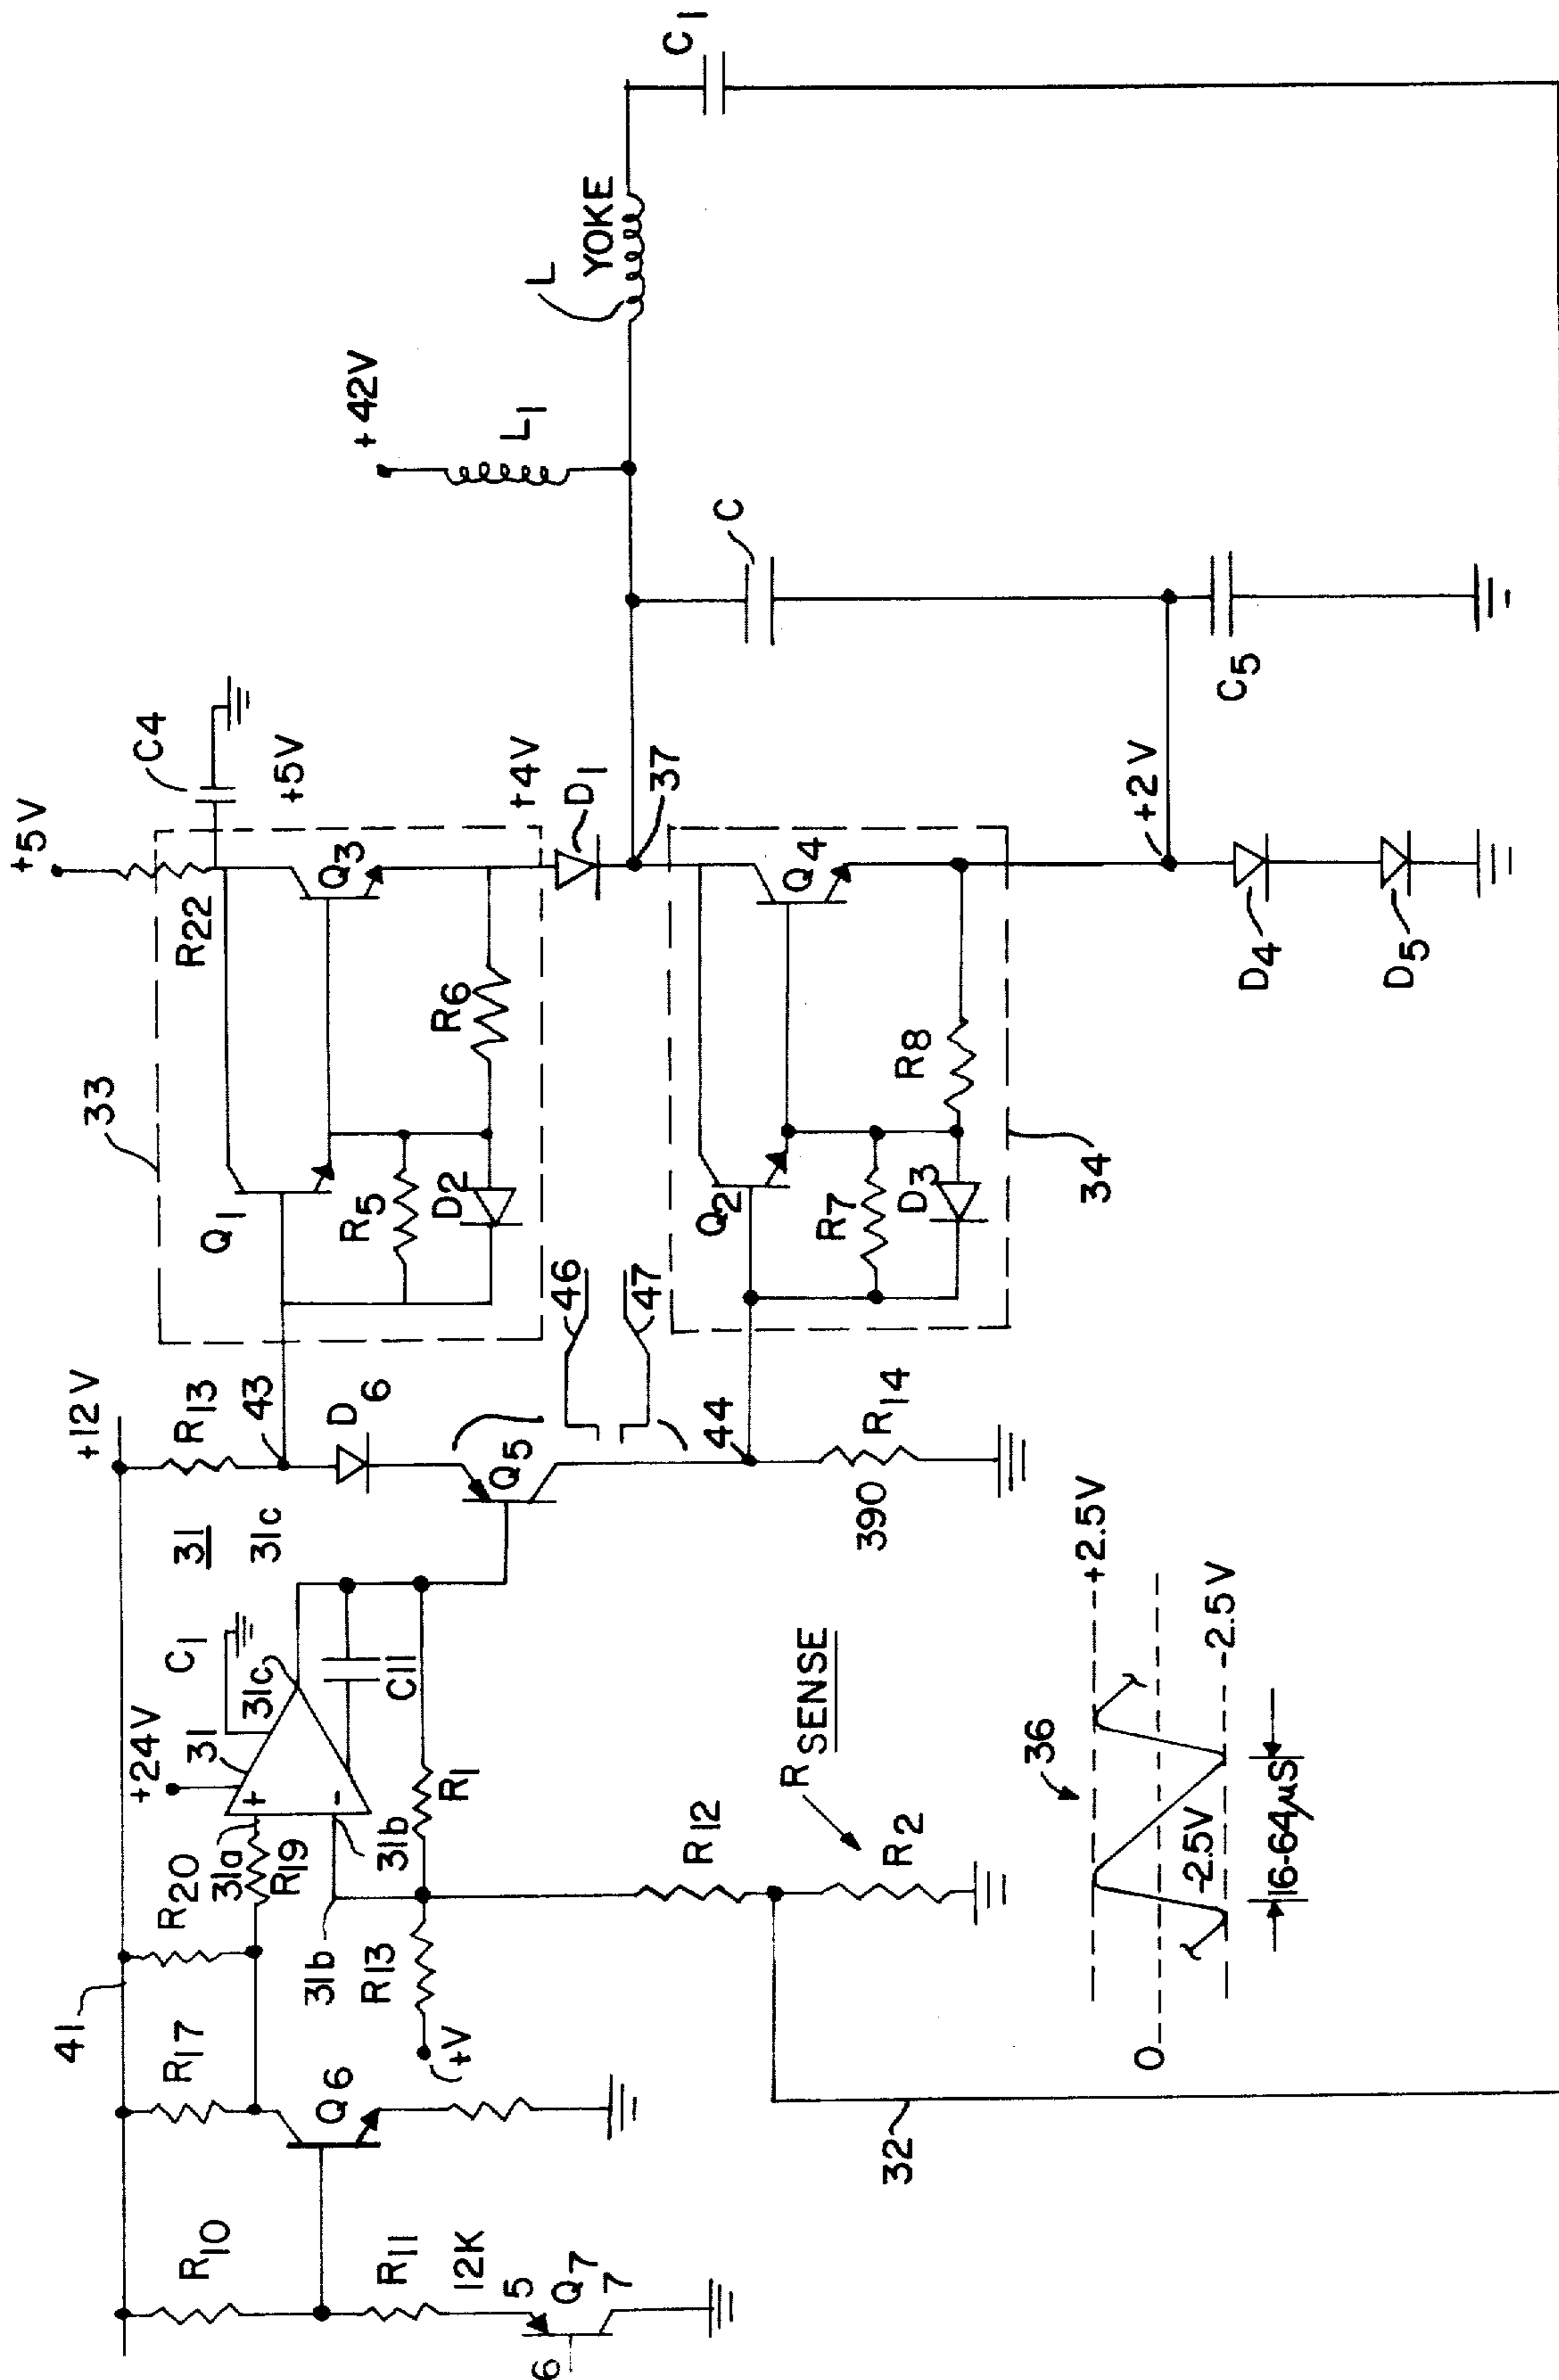 +5V
C4
33
R22
+5V
Q1
Q3
R5
D2
R6
+4V
D1
37
+42V
L1
L
YOKE
C1
C
+12V
R13
43
D6
Q5
46
47
44
R14
390
Q2
Q4
R7
D3
R8
34
+2V
C5
D4
D5
41
R10
R11
12K
5
6
Q7
7
R17
Q6
R20
31a
R19
+24V
31
C1
31c
31
31c
+
-
31b
31b
C11
R1
R13
(+V
R12
R2
R SENSE
32
36
+2.5V
0
-2.5V
-2.5V
16-64µS